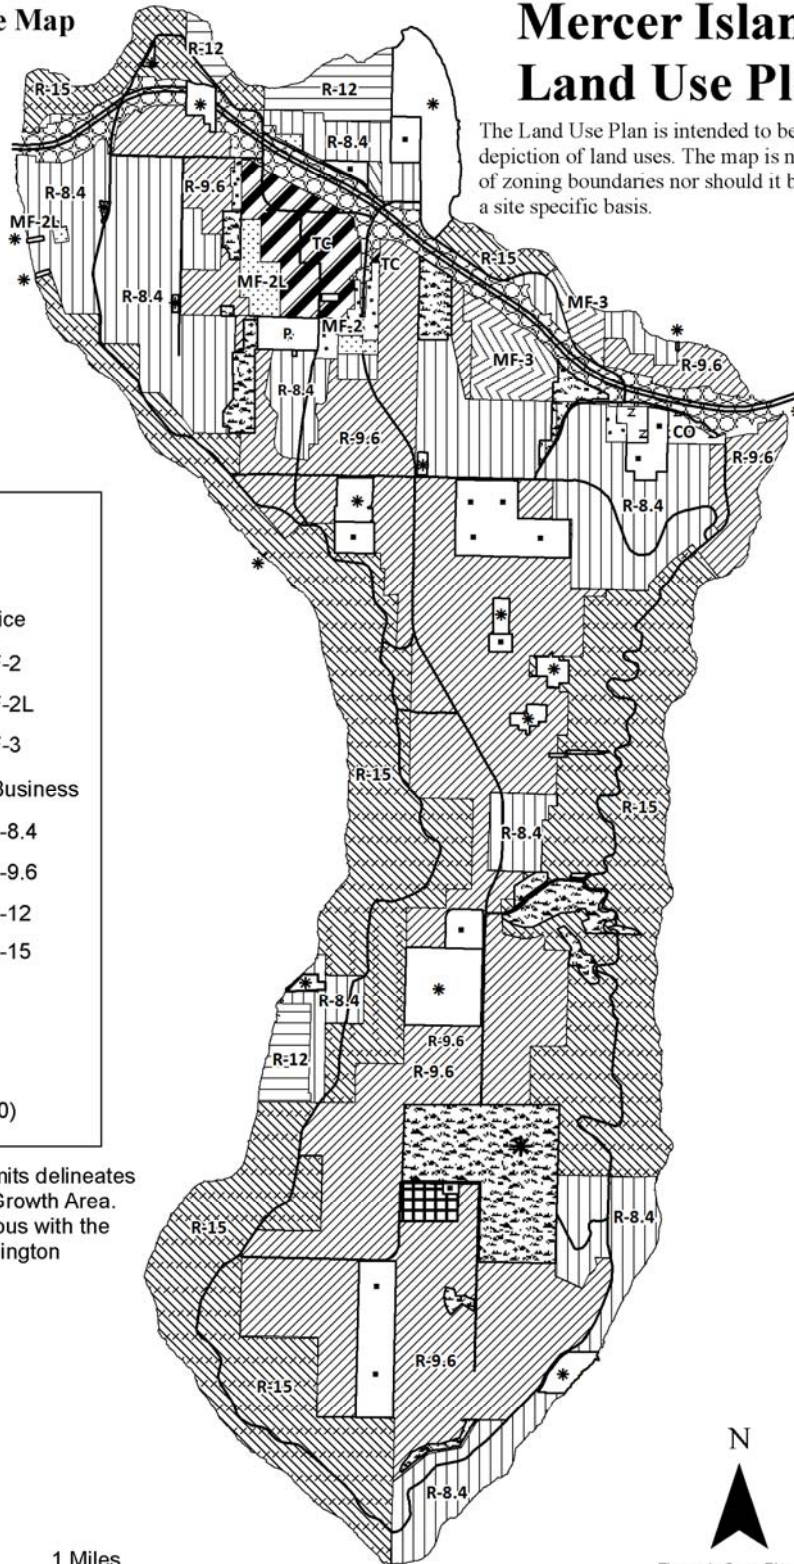 e Map
Mercer Islan
Land Use Pl
The Land Use Plan is intended to be
depiction of land uses. The map is n
of zoning boundaries nor should it b
a site specific basis.
R-12
R-15
R-12
R-8.4
R-8.4
R-9.6
MF-2L
TC
TC
R-15
MF-2L
R-8.4
MF-3
P
MF-2
MF-3
R-9.6
R-8.4
R-9.6
CO
R-9.6
R-8.4
ice
-2
-2L
-3
Business
-8.4
-9.6
-12
-15
0)
R-15
R-15
R-8.4
R-8.4
R-9.6
R-12
R-9.6
mits delineates
Growth Area.
ous with the
ington
R-15
R-8.4
R-9.6
R-15
R-8.4
N
1 Miles